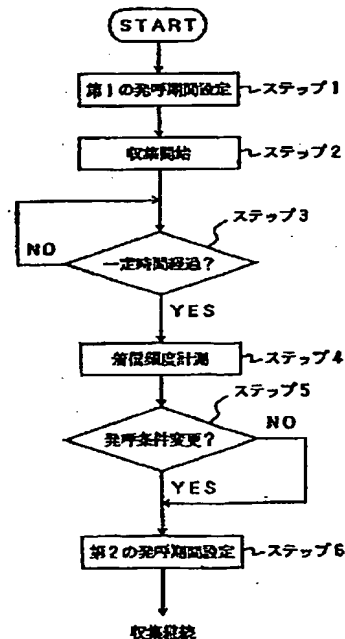 START
第1の発呼期間設定
ステップ1
収集開始
ステップ2
ステップ3
一定時間経過?
NO
YES
着信頻度計測
ステップ4
ステップ5
発呼条件変更?
NO
YES
第2の発呼期間設定
ステップ6
収集継続